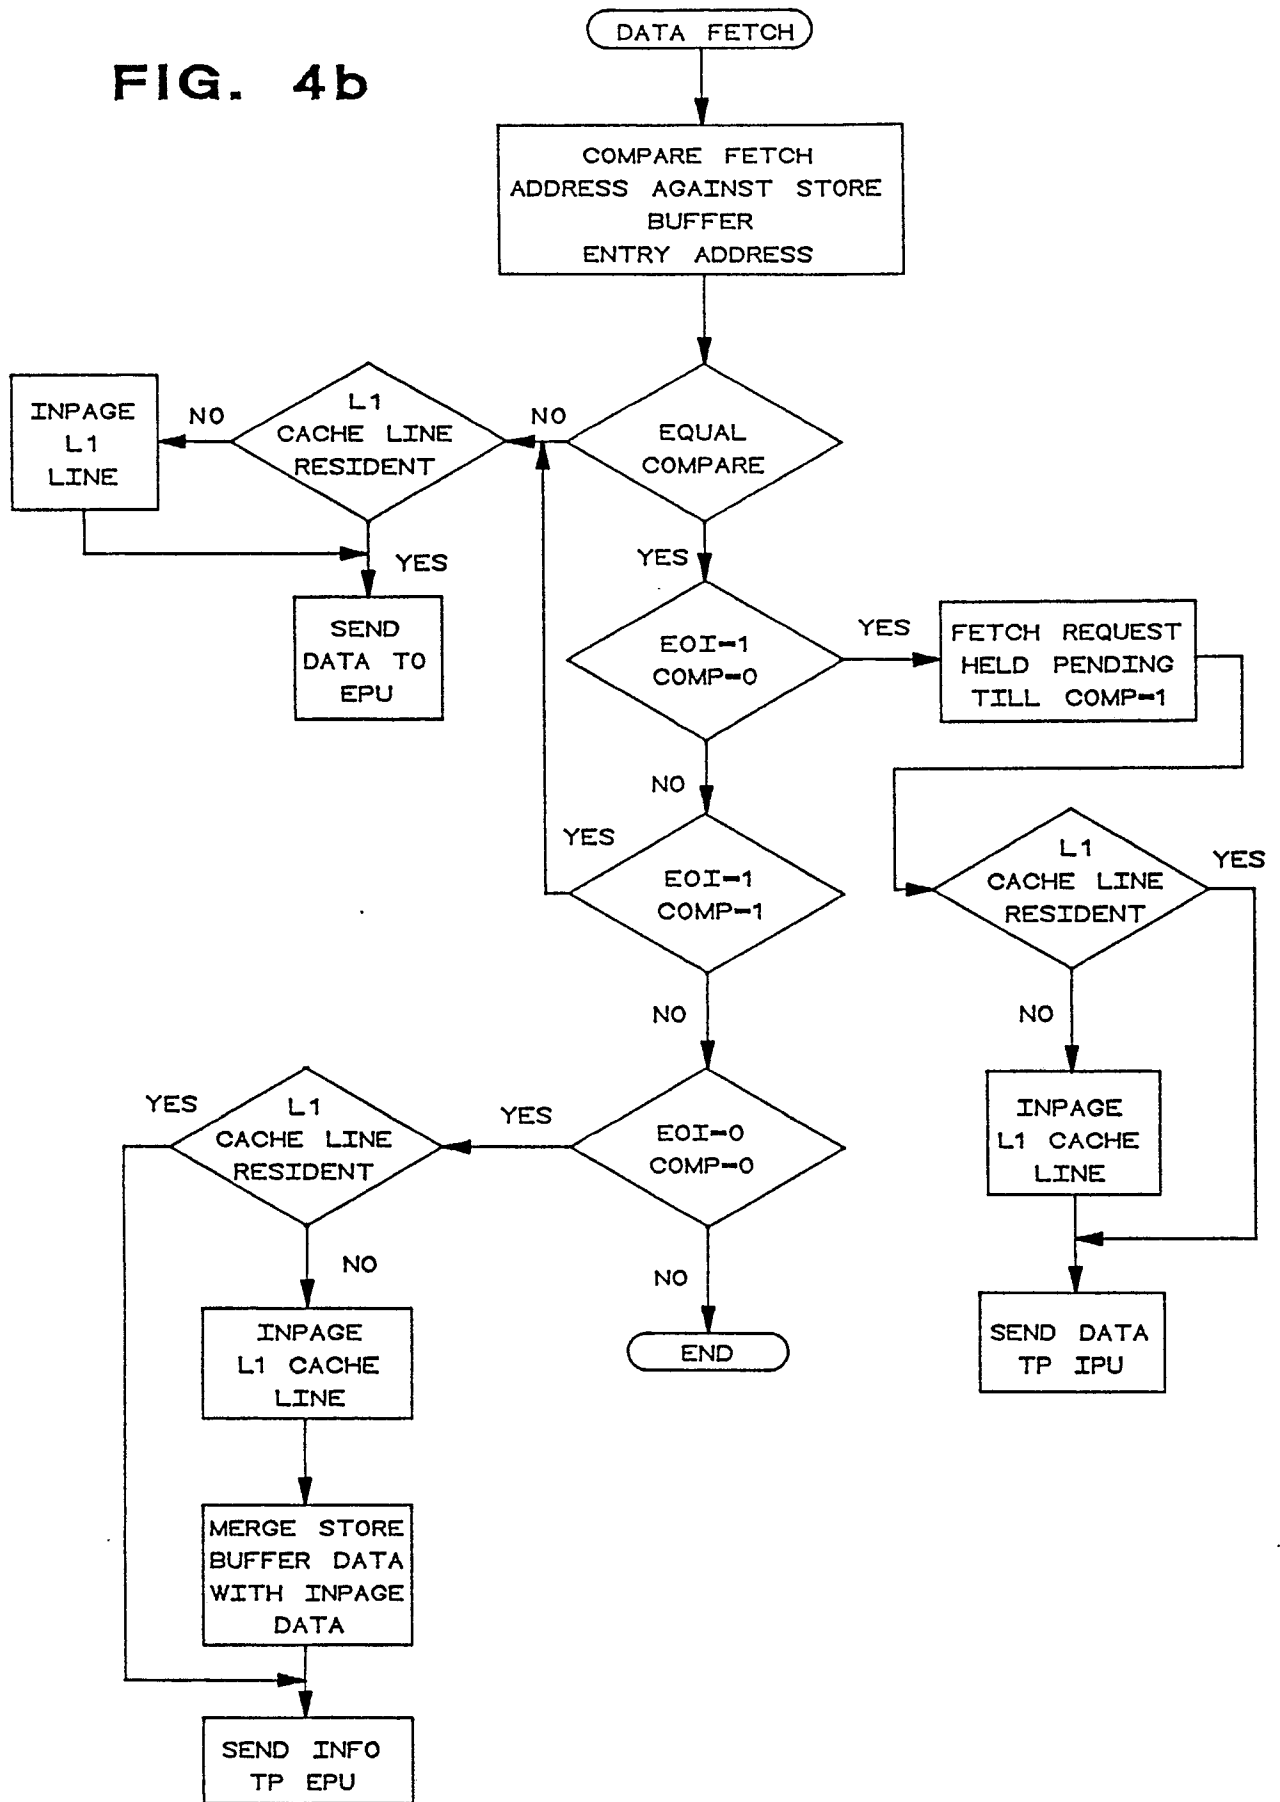 DATA FETCH
FIG. 4b
COMPARE FETCH
ADDRESS AGAINST STORE
BUFFER
ENTRY ADDRESS
INPAGE
L1
LINE
NO
L1
CACHE LINE
RESIDENT
NO
EQUAL
COMPARE
YES
YES
SEND
DATA TO
EPU
EOI=1
COMP=0
YES
FETCH REQUEST
HELD PENDING
TILL COMP=1
NO
YES
EOI=1
COMP=1
L1
CACHE LINE
RESIDENT
YES
NO
NO
YES
L1
CACHE LINE
RESIDENT
YES
EOI=0
COMP=0
INPAGE
L1 CACHE
LINE
NO
NO
INPAGE
L1 CACHE
LINE
END
SEND DATA
TP IPU
MERGE STORE
BUFFER DATA
WITH INPAGE
DATA
SEND INFO
TP EPU